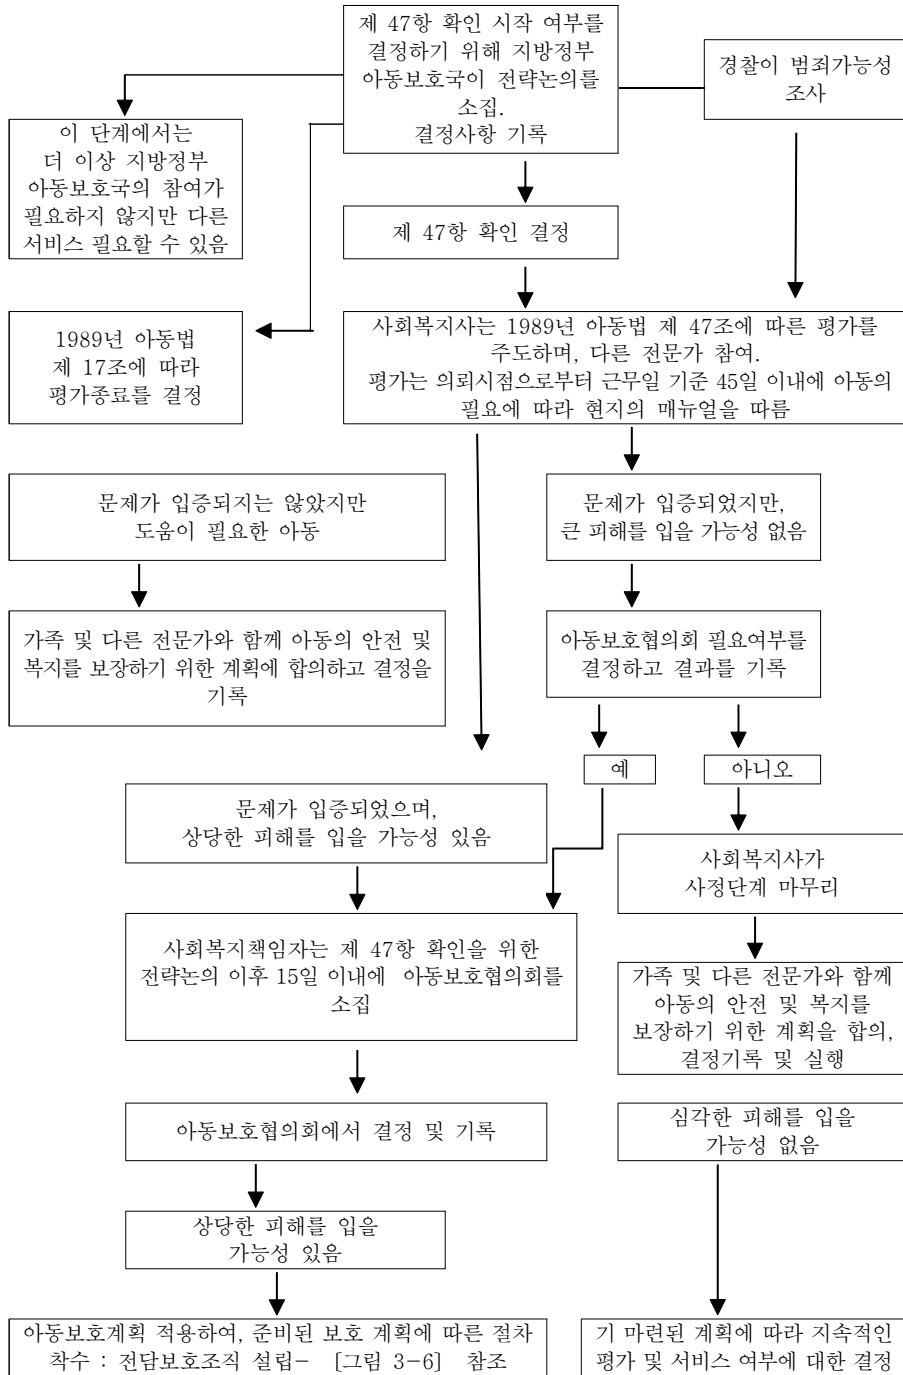 제 47항 확인 시작 여부를
결정하기 위해 지방정부
아동보호국이 전략논의를
소집.
결정사항 기록
경찰이 범죄가능성
조사
이 단계에서는
더 이상 지방정부
아동보호국의 참여가
필요하지 않지만 다른
서비스 필요할 수 있음
제 47항 확인 결정
1989년 아동법
제 17조에 따라
평가종료를 결정
사회복지사는 1989년 아동법 제 47조에 따른 평가를
주도하며, 다른 전문가 참여.
평가는 의뢰시점으로부터 근무일 기준 45일 이내에 아동의
필요에 따라 현지의 매뉴얼을 따름
문제가 입증되지는 않았지만
도움이 필요한 아동
문제가 입증되었지만,
큰 피해를 입을 가능성 없음
가족 및 다른 전문가와 함께 아동의 안전 및
복지를 보장하기 위한 계획에 합의하고 결정을
기록
아동보호협의회 필요여부를
결정하고 결과를 기록
예
아니오
문제가 입증되었으며,
상당한 피해를 입을 가능성 있음
사회복지사가
사정단계 마무리
사회복지책임자는 제 47항 확인을 위한
전략논의 이후 15일 이내에 아동보호협의회를
소집
가족 및 다른 전문가와 함께
아동의 안전 및 복지를
보장하기 위한 계획을 합의,
결정기록 및 실행
아동보호협의회에서 결정 및 기록
심각한 피해를 입을
가능성 없음
상당한 피해를 입을
가능성 있음
아동보호계획 적용하여, 준비된 보호 계획에 따른 절차
착수 : 전담보호조직 설립- [그림 3-6] 참조
기 마련된 계획에 따라 지속적인
평가 및 서비스 여부에 대한 결정